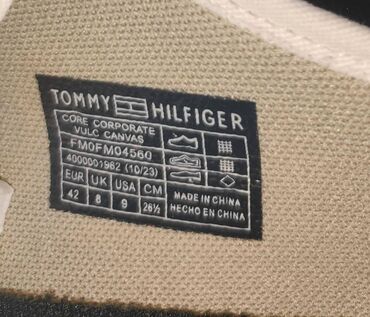 TOMMY HILFIGER
CORE CORPORATE
VULC CANVAS
FM0FM04560
4000001982 (10/23)
EUR UK USA CM
42 8 9 26½
MADE IN CHINA
HECHO EN CHINA